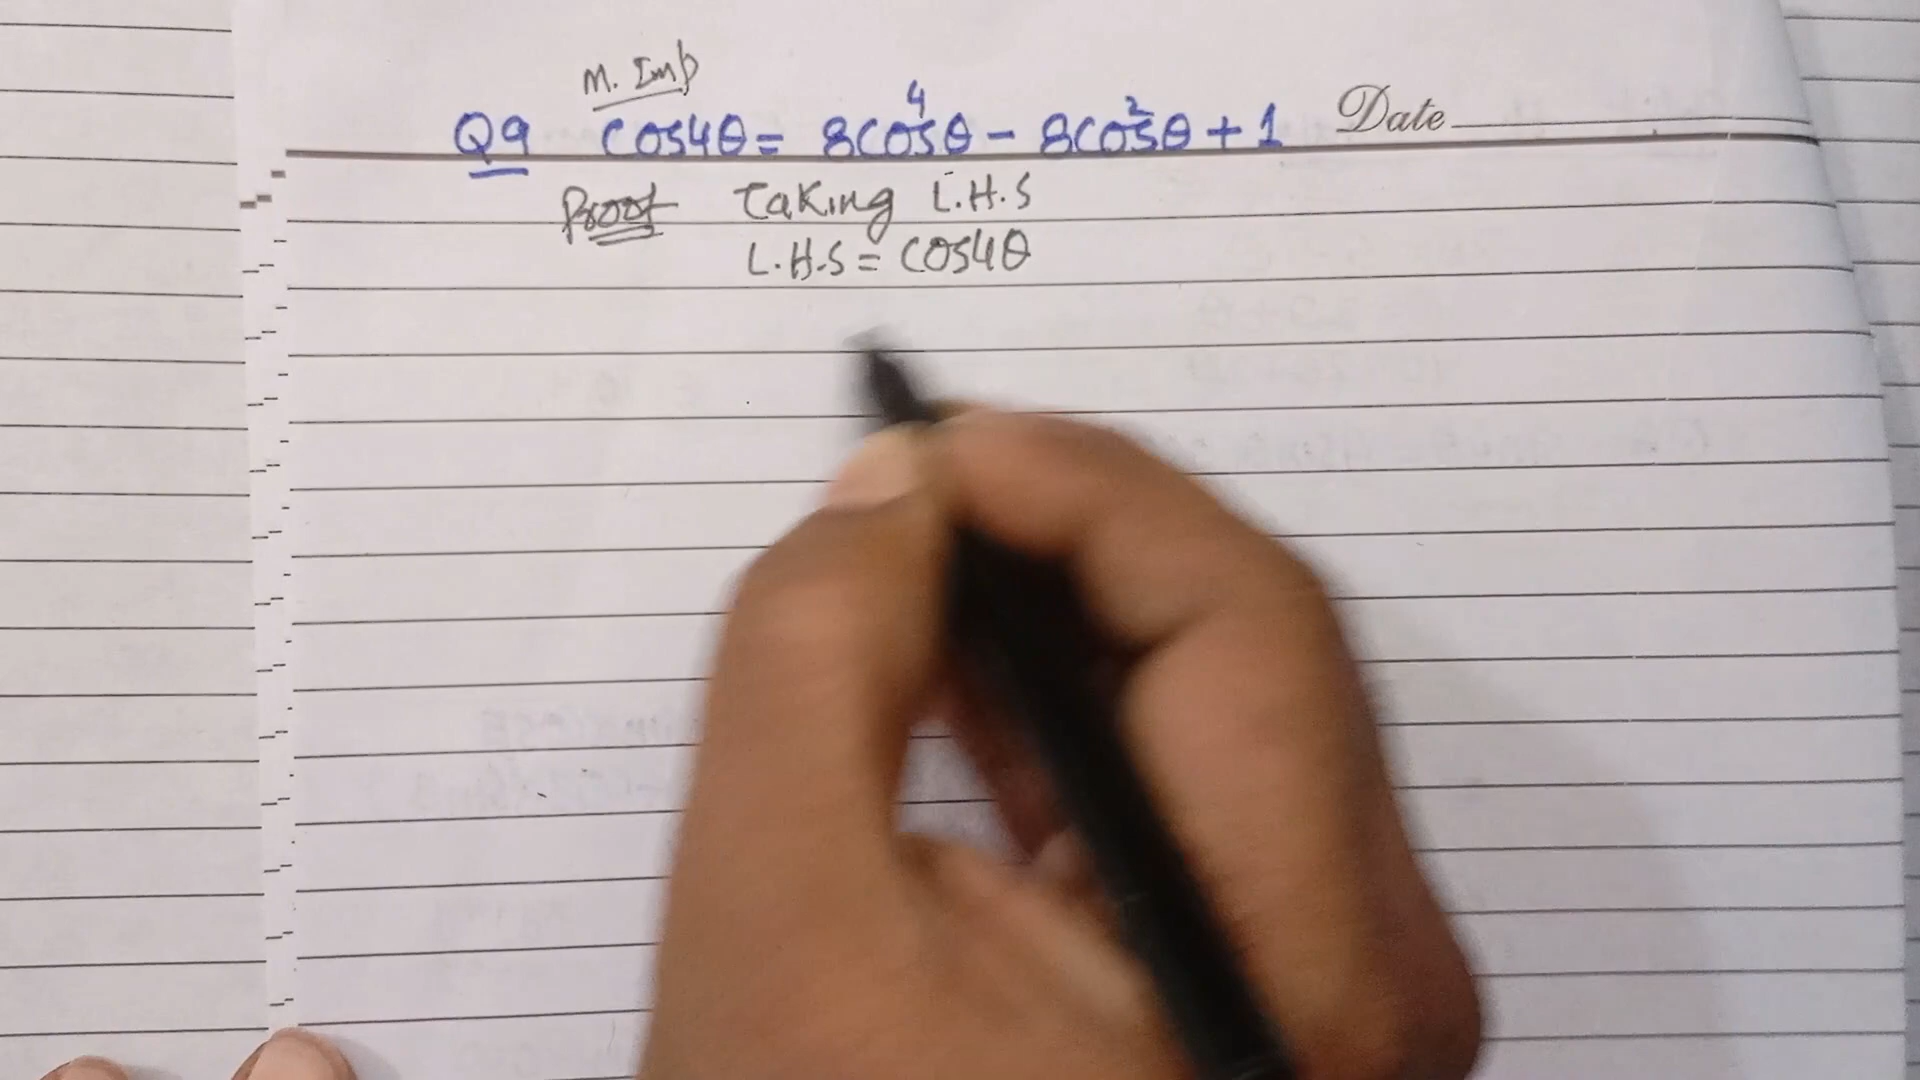 M. Imp
Q9 cos4θ = 8cos⁴θ - 8cos²θ + 1 Date
Proof Taking L.H.S
L.H.S = cos4θ